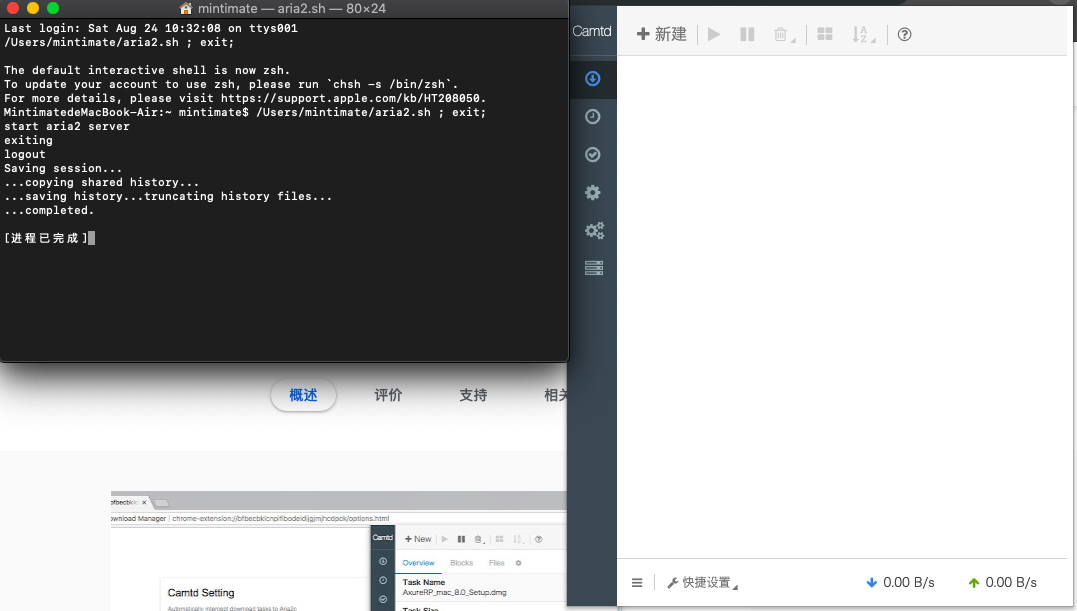 mintimate — aria2.sh — 80×24
Last login: Sat Aug 24 10:32:08 on ttys001
/Users/mintimate/aria2.sh ; exit;
The default interactive shell is now zsh.
To update your account to use zsh, please run `chsh -s /bin/zsh`.
For more details, please visit https://support.apple.com/kb/HT208050.
MintimatedeMacBook-Air:~ mintimate$ /Users/mintimate/aria2.sh ; exit;
start aria2 server
exiting
logout
Saving session...
...copying shared history...
...saving history...truncating history files...
...completed.
[进程已完成]
Camtd
新建
概述 评价 支持 相关
ownload Manager | chrome-extension://bfbecbkicnpifibodeidijgjmjhcdpck/options.html
Camtd
New
Overview Blocks Files
Task Name
AxureRP_mac_8.0_Setup.dmg
Task Size
Camtd Setting
Automatically intercept download tasks to Aria2c
快捷设置
0.00 B/s 0.00 B/s